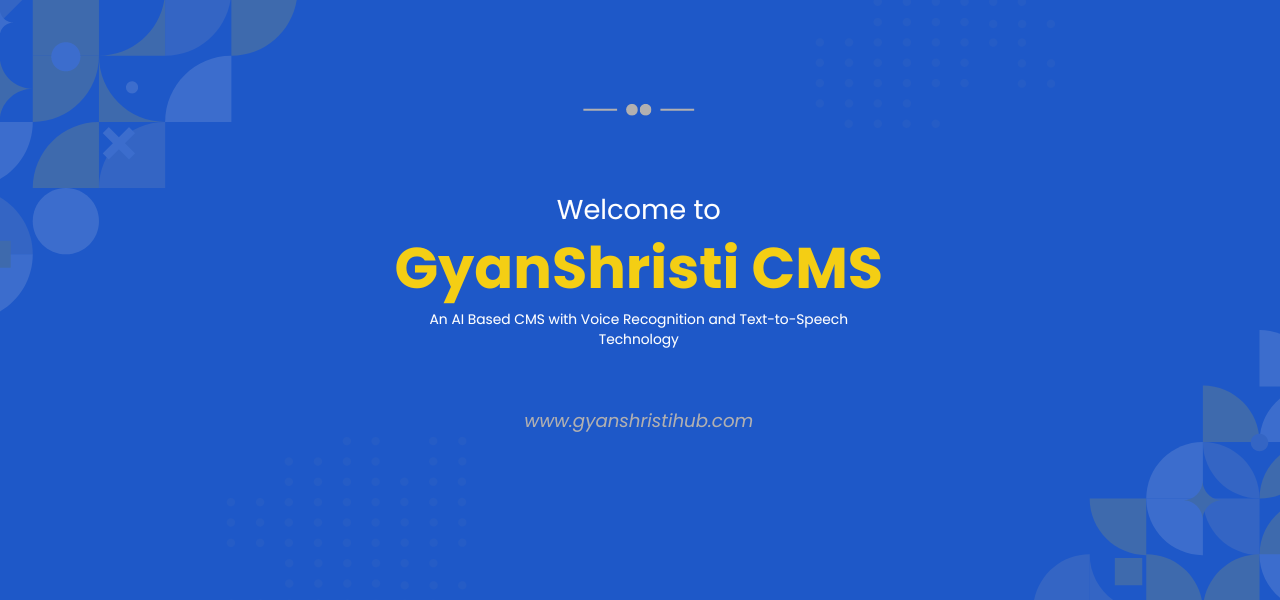 Welcome to
GyanShristi CMS
An AI Based CMS with Voice Recognition and Text-to-Speech
Technology
www.gyanshristihub.com